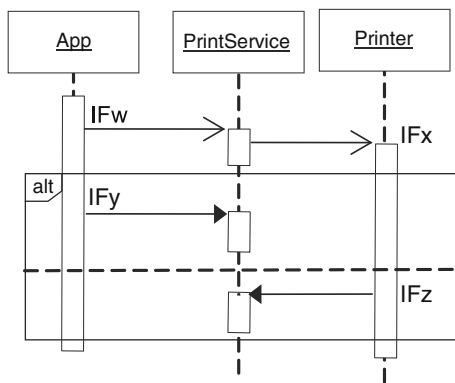 App
PrintService
Printer
IFw
IFx
alt
IFy
IFz